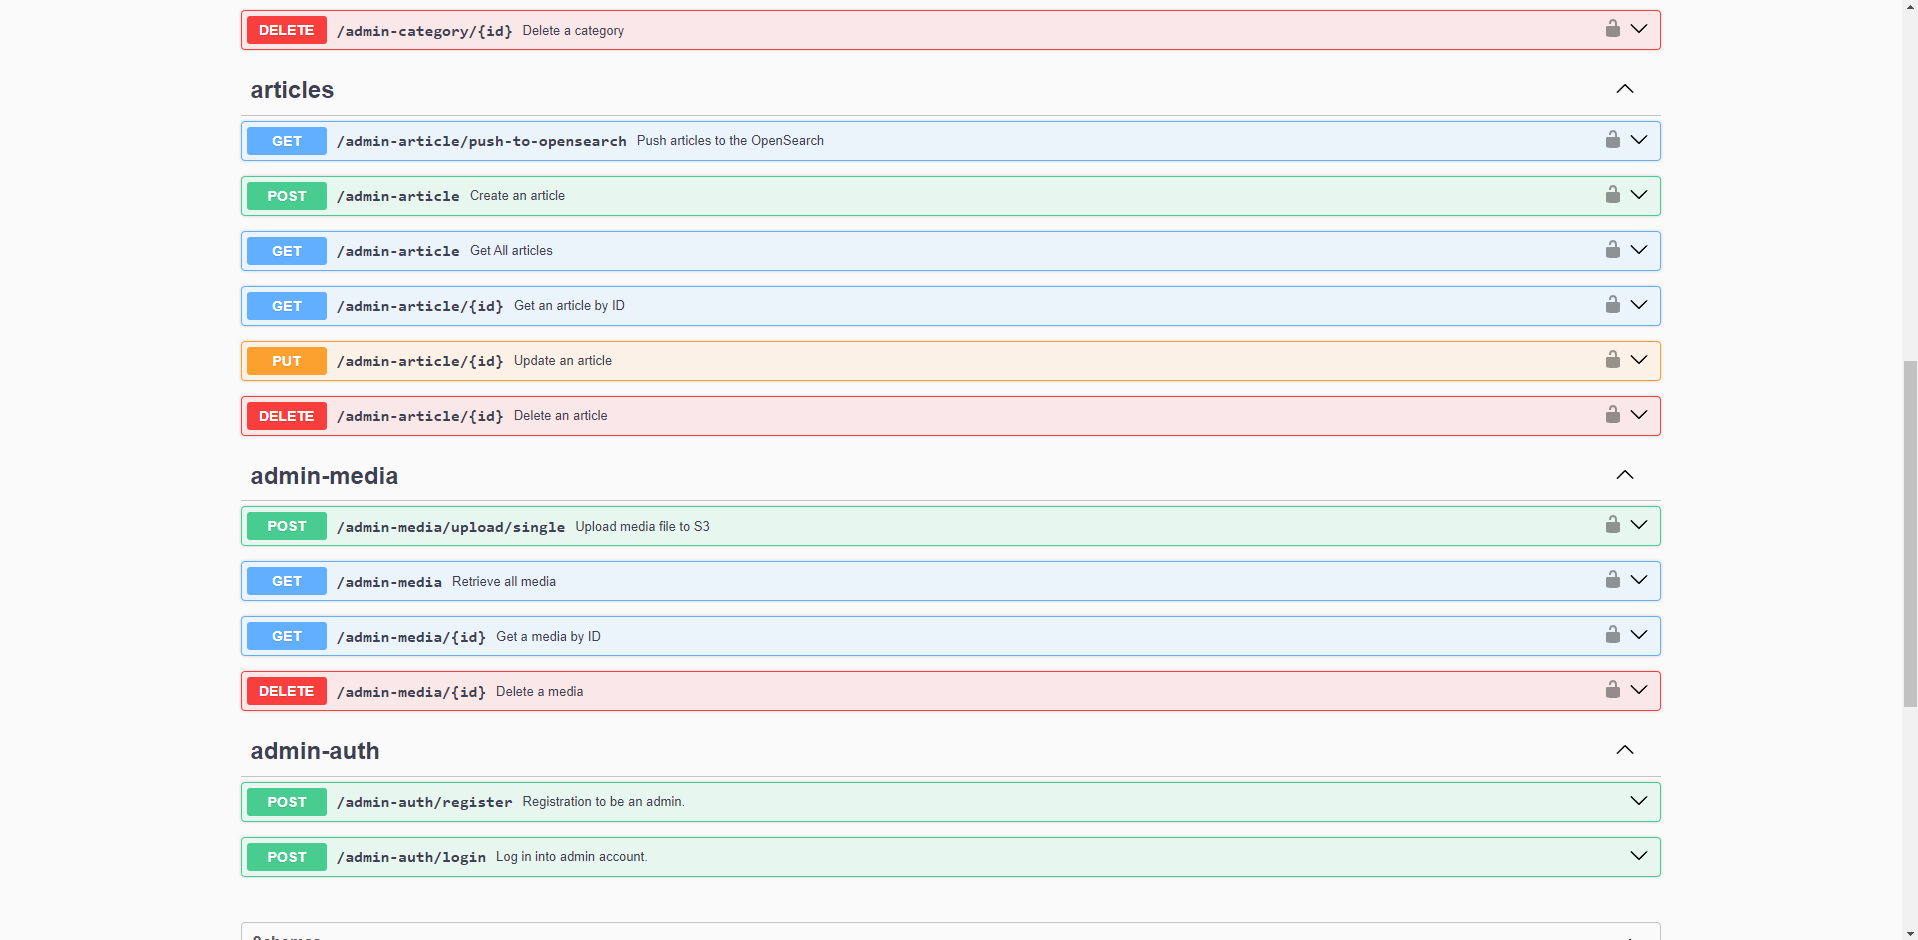 DELETE /admin-category/{id} Delete a category
articles
GET /admin-article/push-to-opensearch Push articles to the OpenSearch
POST /admin-article Create an article
GET /admin-article Get All articles
GET /admin-article/{id} Get an article by ID
PUT /admin-article/{id} Update an article
DELETE /admin-article/{id} Delete an article
admin-media
POST /admin-media/upload/single Upload media file to S3
GET /admin-media Retrieve all media
GET /admin-media/{id} Get a media by ID
DELETE /admin-media/{id} Delete a media
admin-auth
POST /admin-auth/register Registration to be an admin.
POST /admin-auth/login Log in into admin account.
Schemas